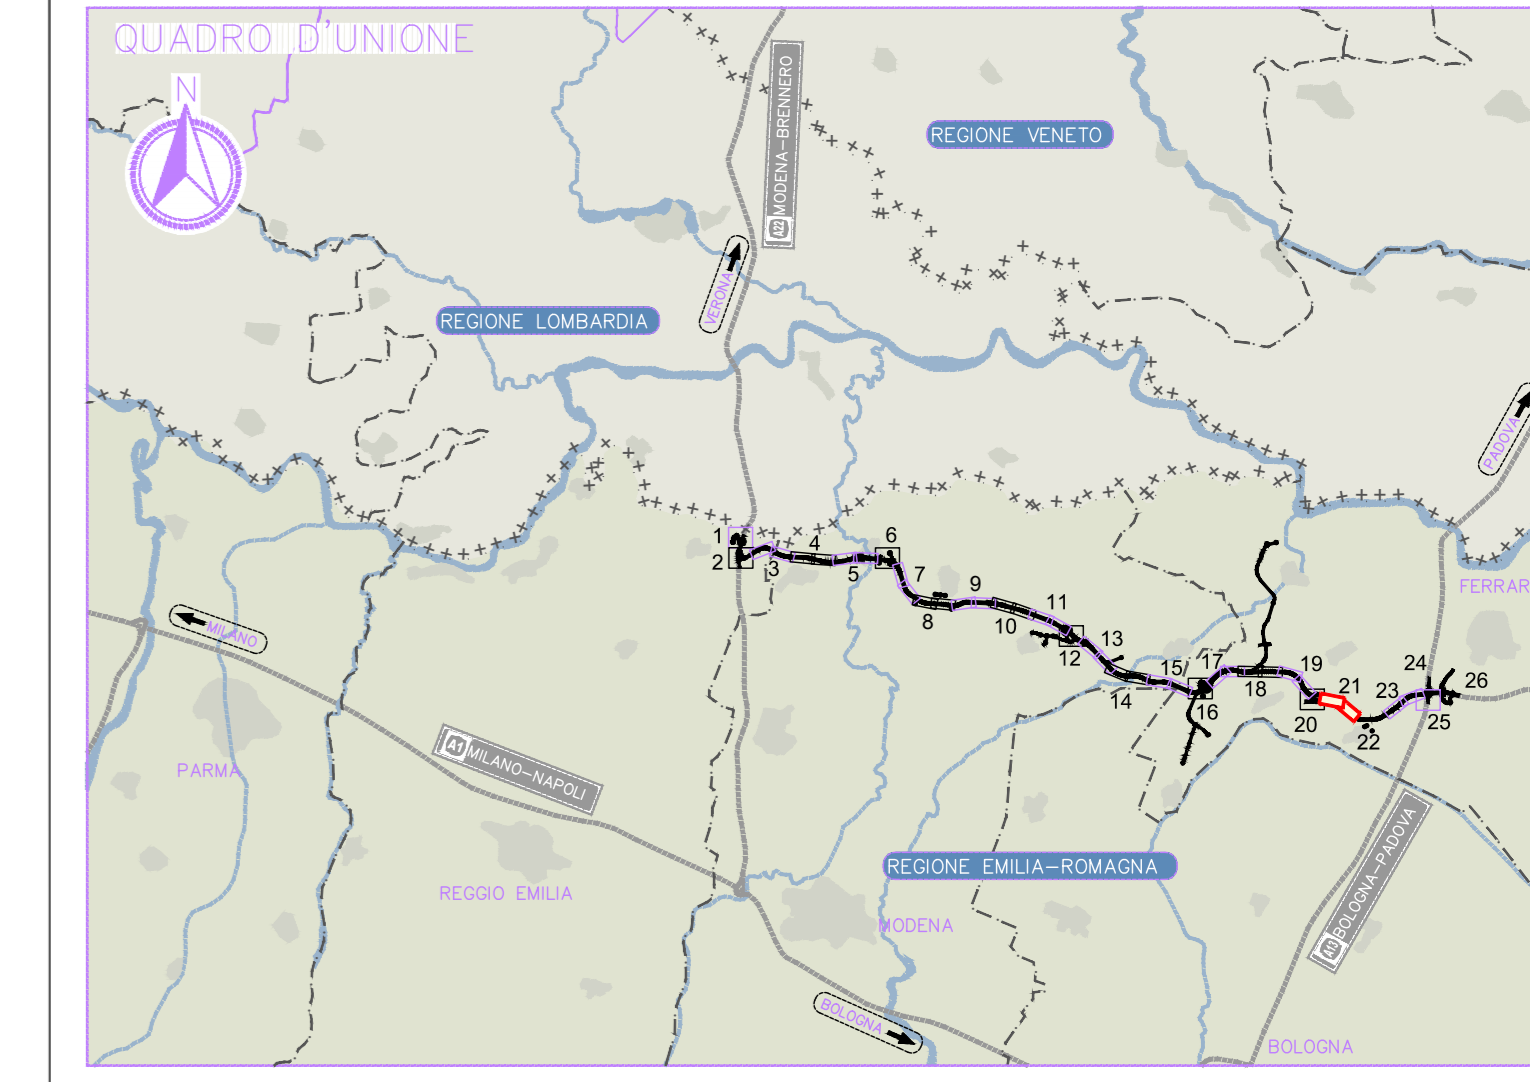 QUADRO D'UNIONE
N
A22 MODENA-BRENNERO
REGIONE VENETO
VERONA
REGIONE LOMBARDIA
PADOVA
1
2
3
4
5
6
7
8
9
10
11
12
13
14
15
16
17
18
19
20
21
22
23
24
25
26
FERRAR
MILANO
PARMA
A1 MILANO-NAPOLI
REGGIO EMILIA
REGIONE EMILIA-ROMAGNA
MODENA
A13 BOLOGNA-PADOVA
BOLOGNA
BOLOGNA